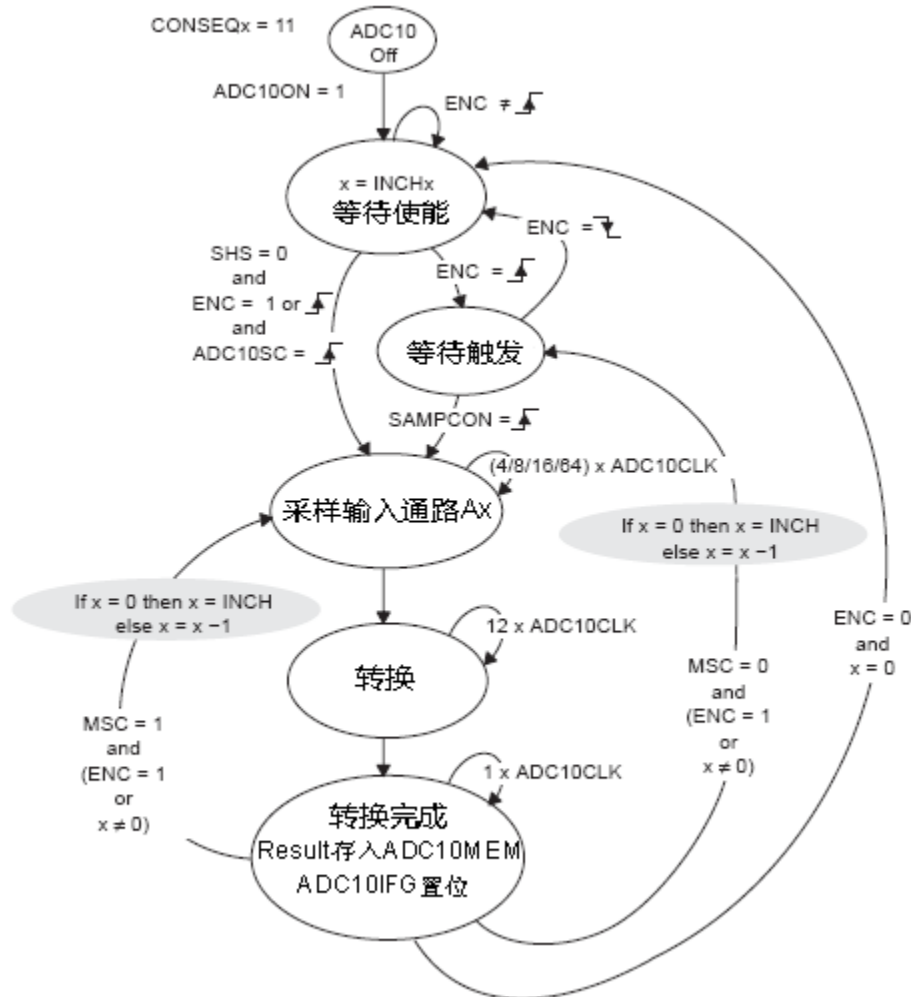 CONSEQx = 11
ADC10
Off
ADC10ON = 1
ENC ≠
x = INCHx
等待使能
ENC =
SHS = 0
and
ENC = 1 or
and
ADC10SC =
ENC =
等待触发
SAMPCON =
(4/8/16/64) x ADC10CLK
采样输入通路Ax
If x = 0 then x = INCH
else x = x −1
If x = 0 then x = INCH
else x = x −1
12 x ADC10CLK
转换
ENC = 0
and
x = 0
MSC = 0
and
(ENC = 1
or
x ≠ 0)
MSC = 1
and
(ENC = 1
or
x ≠ 0)
1 x ADC10CLK
转换完成
Result存入ADC10MEM
ADC10IFG置位